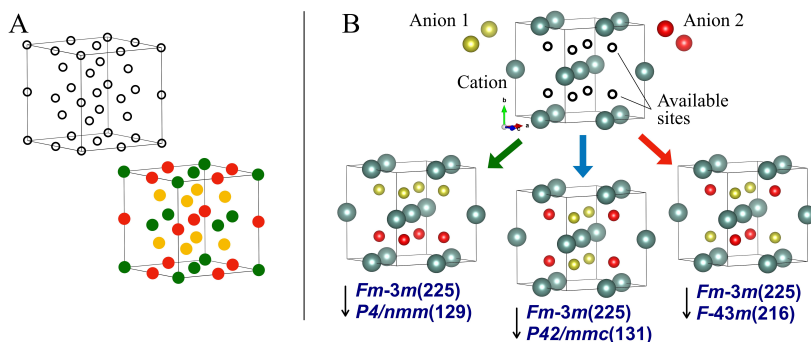 A
B
Anion 1
Anion 2
Cation
Available
sites
b
a
c
Fm-3m(225)
P4/nmm(129)
Fm-3m(225)
P42/mmc(131)
Fm-3m(225)
F-43m(216)